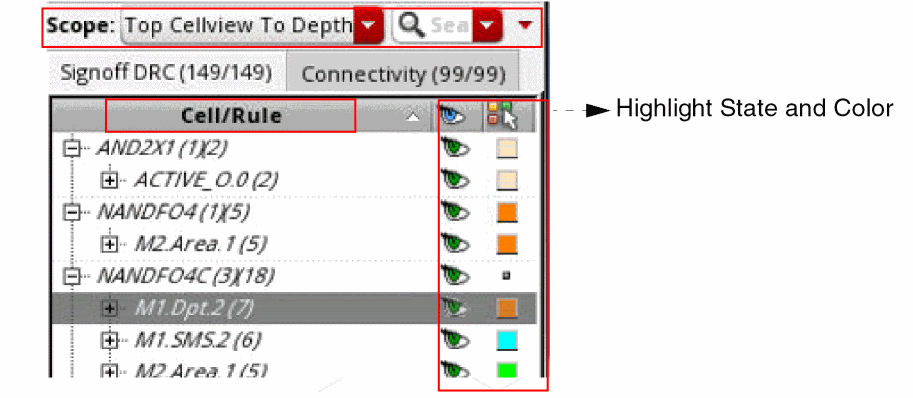 Scope: Top Cellview To Depth Sea
Signoff DRC (149/149) Connectivity (99/99)
Cell/Rule
Highlight State and Color
AND2X1 (1)(2)
ACTIVE_O.0 (2)
NANDFO4 (1)(5)
M2.Area.1 (5)
NANDFO4C (3)(18)
M1.Dpt.2 (7)
M1.SMS.2 (6)
M2.Area.1 (5)